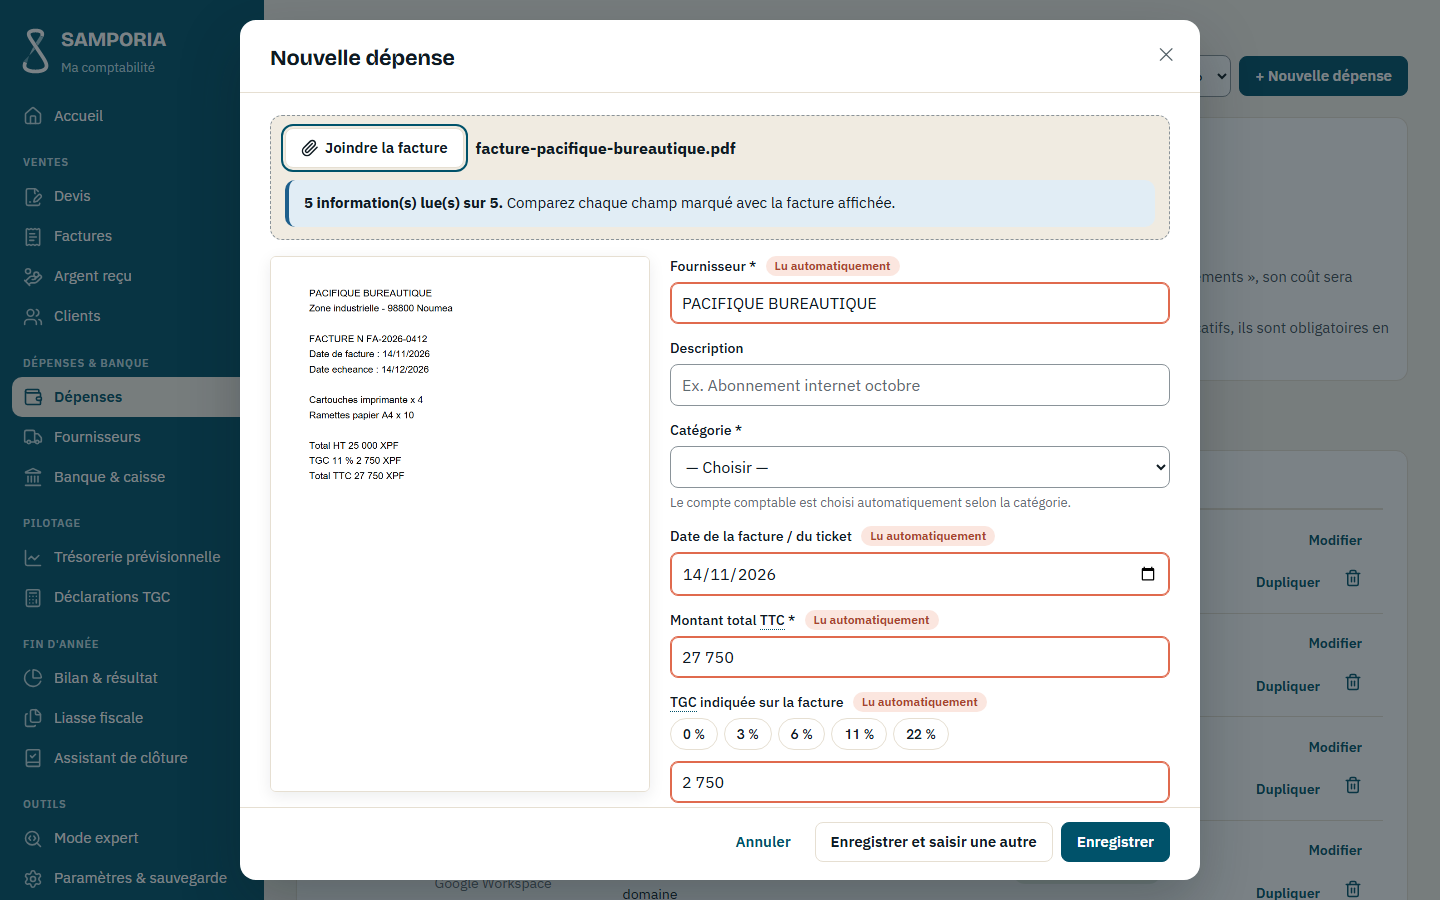 SAMPORIA
Ma comptabilité
Accueil
VENTES
Devis
Factures
Argent reçu
Clients
DÉPENSES & BANQUE
Dépenses
Fournisseurs
Banque & caisse
PILOTAGE
Trésorerie prévisionnelle
Déclarations TGC
FIN D'ANNÉE
Bilan & résultat
Liasse fiscale
Assistant de clôture
OUTILS
Mode expert
Paramètres & sauvegarde
+ Nouvelle dépense
Nouvelle dépense
Joindre la facture
facture-pacifique-bureautique.pdf
5 information(s) lue(s) sur 5. Comparez chaque champ marqué avec la facture affichée.
PACIFIQUE BUREAUTIQUE
Zone industrielle - 98800 Noumea
FACTURE N FA-2026-0412
Date de facture : 14/11/2026
Date echeance : 14/12/2026
Cartouches imprimante x 4
Ramettes papier A4 x 10
Total HT 25 000 XPF
TGC 11 % 2 750 XPF
Total TTC 27 750 XPF
Fournisseur * Lu automatiquement
PACIFIQUE BUREAUTIQUE
Description
Ex. Abonnement internet octobre
Catégorie *
— Choisir —
Le compte comptable est choisi automatiquement selon la catégorie.
Date de la facture / du ticket Lu automatiquement
14/11/2026
Montant total TTC * Lu automatiquement
27 750
TGC indiquée sur la facture Lu automatiquement
0 % 3 % 6 % 11 % 22 %
2 750
Annuler
Enregistrer et saisir une autre
Enregistrer
ements », son coût sera
atifs, ils sont obligatoires en
Modifier
Dupliquer
Modifier
Dupliquer
Modifier
Dupliquer
Modifier
Dupliquer
Google Workspace
domaine